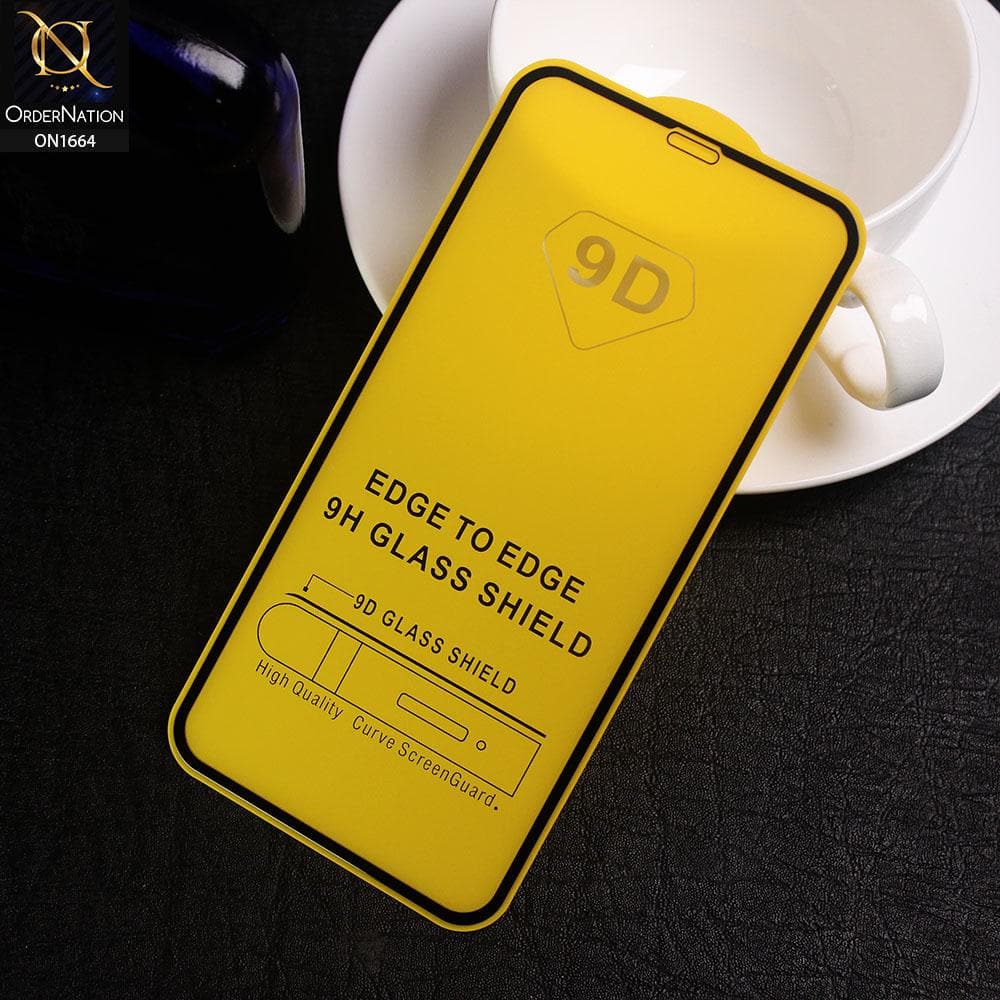 ORDERNATION
ON1664
9D
EDGE TO EDGE
9H GLASS SHIELD
9D GLASS SHIELD
High Quality Curve ScreenGuard.